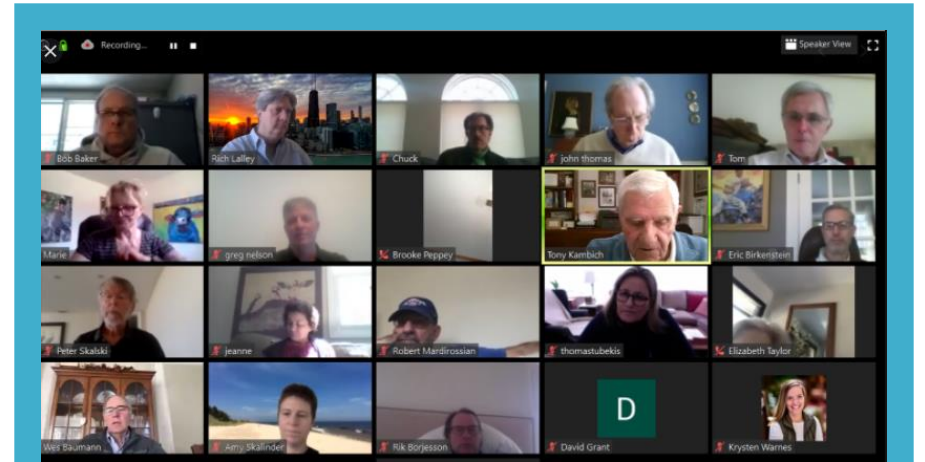 Recording...
Speaker View
Bob Baker
Rich Lalley
Chuck
john thomas
Tom
Marie
greg nelson
Brooke Peppey
Tony Kambich
Eric Birkenstein
Peter Skalski
jeanne
Robert Mardirossian
thomastubekis
Elizabeth Taylor
Wes Baumann
Amy Skalinder
Rik Borjesson
D
David Grant
Krysten Warnes